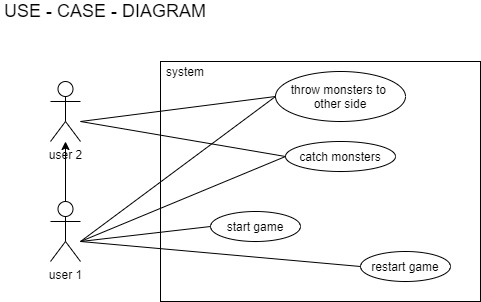 USE - CASE - DIAGRAM
system
throw monsters to
other side
user 2
catch monsters
start game
user 1
restart game